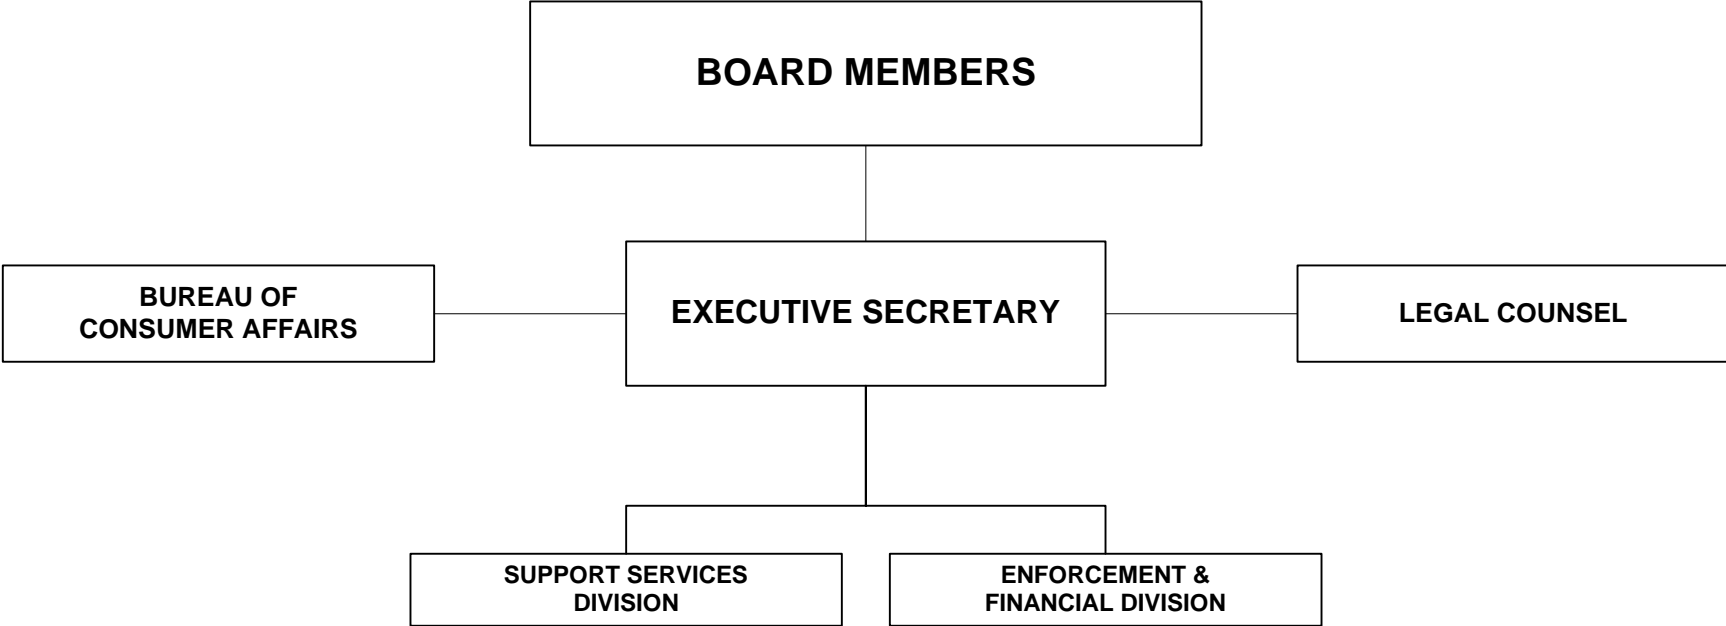 BOARD MEMBERS
BUREAU OF
CONSUMER AFFAIRS
EXECUTIVE SECRETARY
LEGAL COUNSEL
SUPPORT SERVICES
DIVISION
ENFORCEMENT &
FINANCIAL DIVISION